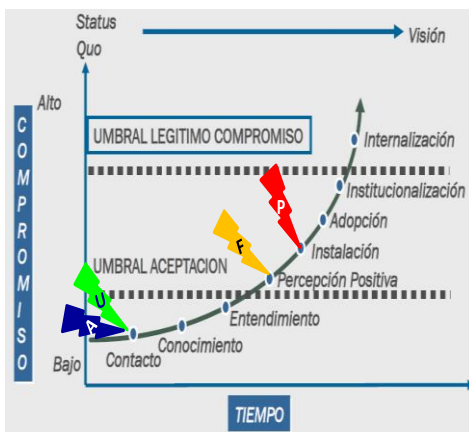 Status
Quo
Visión
Alto
COMPROMISO
UMBRAL LEGITIMO COMPROMISO
Internalización
Institucionalización
P
Adopción
F
Instalación
UMBRAL ACEPTACION
Percepción Positiva
U
Entendimiento
A
Conocimiento
Contacto
Bajo
TIEMPO